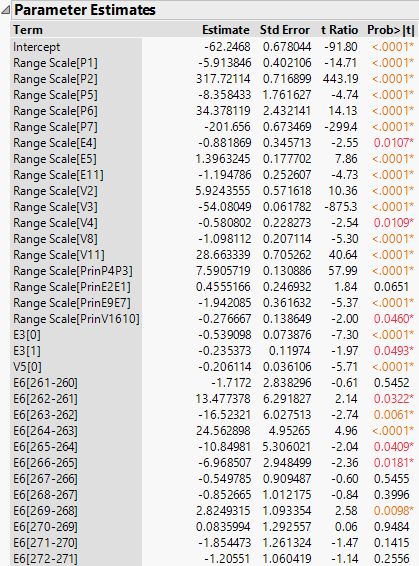 Parameter Estimates
Term Estimate Std Error t Ratio Prob>|t|
Intercept -62.2468 0.678044 -91.80 <.0001*
Range Scale[P1] -5.913846 0.402106 -14.71 <.0001*
Range Scale[P2] 317.72114 0.716899 443.19 <.0001*
Range Scale[P5] -8.358433 1.761627 -4.74 <.0001*
Range Scale[P6] 34.378119 2.432141 14.13 <.0001*
Range Scale[P7] -201.656 0.673469 -299.4 <.0001*
Range Scale[E4] -0.881869 0.345713 -2.55 0.0107*
Range Scale[E5] 1.3963245 0.177702 7.86 <.0001*
Range Scale[E11] -1.194786 0.252607 -4.73 <.0001*
Range Scale[V2] 5.9243555 0.571618 10.36 <.0001*
Range Scale[V3] -54.08049 0.061782 -875.3 <.0001*
Range Scale[V4] -0.580802 0.228273 -2.54 0.0109*
Range Scale[V8] -1.098112 0.207114 -5.30 <.0001*
Range Scale[V11] 28.663339 0.705262 40.64 <.0001*
Range Scale[PrinP4P3] 7.5905719 0.130886 57.99 <.0001*
Range Scale[PrinE2E1] 0.4555166 0.246932 1.84 0.0651
Range Scale[PrinE9E7] -1.942085 0.361632 -5.37 <.0001*
Range Scale[PrinV1610] -0.276667 0.138649 -2.00 0.0460*
E3[0] -0.539098 0.073876 -7.30 <.0001*
E3[1] -0.235373 0.11974 -1.97 0.0493*
V5[0] -0.206114 0.036106 -5.71 <.0001*
E6[261-260] -1.7172 2.838296 -0.61 0.5452
E6[262-261] 13.477378 6.291827 2.14 0.0322*
E6[263-262] -16.52321 6.027513 -2.74 0.0061*
E6[264-263] 24.562898 4.95265 4.96 <.0001*
E6[265-264] -10.84981 5.306021 -2.04 0.0409*
E6[266-265] -6.968507 2.948499 -2.36 0.0181*
E6[267-266] -0.549785 0.909487 -0.60 0.5455
E6[268-267] -0.852665 1.012175 -0.84 0.3996
E6[269-268] 2.8249315 1.093354 2.58 0.0098*
E6[270-269] 0.0835994 1.292557 0.06 0.9484
E6[271-270] -1.854473 1.261324 -1.47 0.1415
E6[272-271] -1.20551 1.060419 -1.14 0.2556